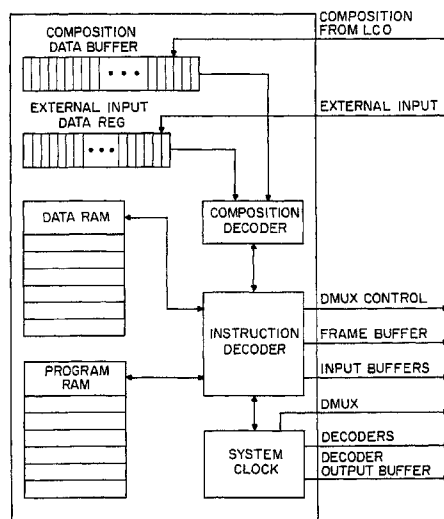 COMPOSITION
DATA BUFFER
COMPOSITION
FROM LCO
EXTERNAL INPUT
DATA REG
EXTERNAL INPUT
DATA RAM
COMPOSITION
DECODER
INSTRUCTION
DECODER
DMUX CONTROL
FRAME BUFFER
INPUT BUFFERS
PROGRAM
RAM
DMUX
SYSTEM
CLOCK
DECODERS
DECODER
OUTPUT BUFFER